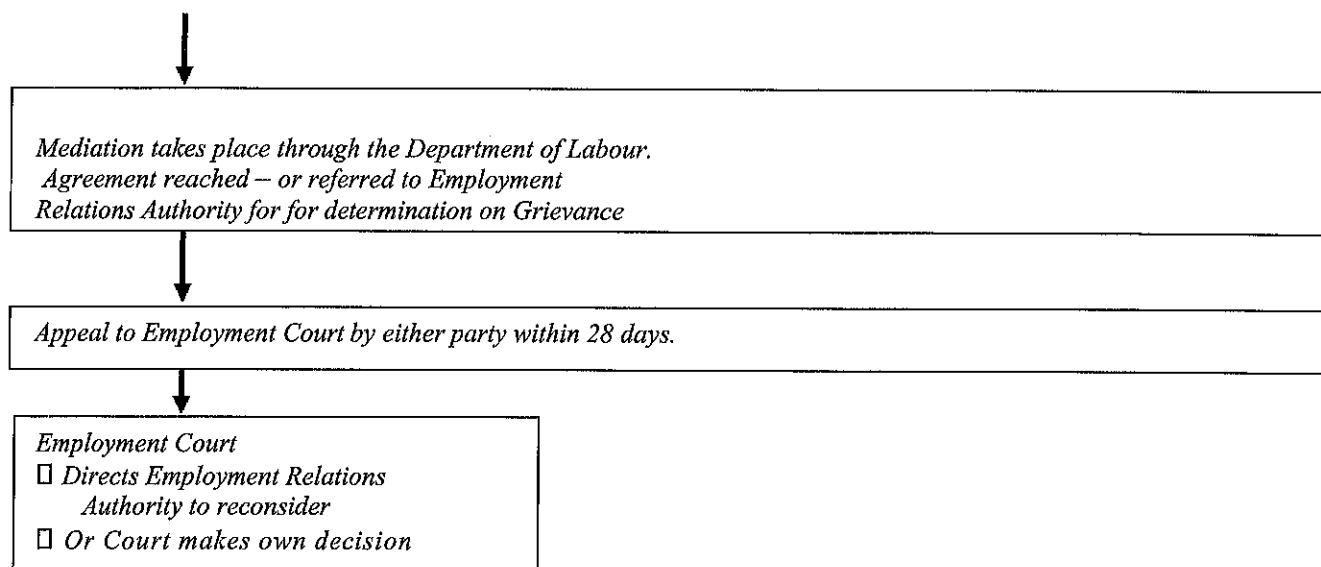 Mediation takes place through the Department of Labour.
Agreement reached – or referred to Employment
Relations Authority for for determination on Grievance
Appeal to Employment Court by either party within 28 days.
Employment Court
▯ Directs Employment Relations
Authority to reconsider
▯ Or Court makes own decision